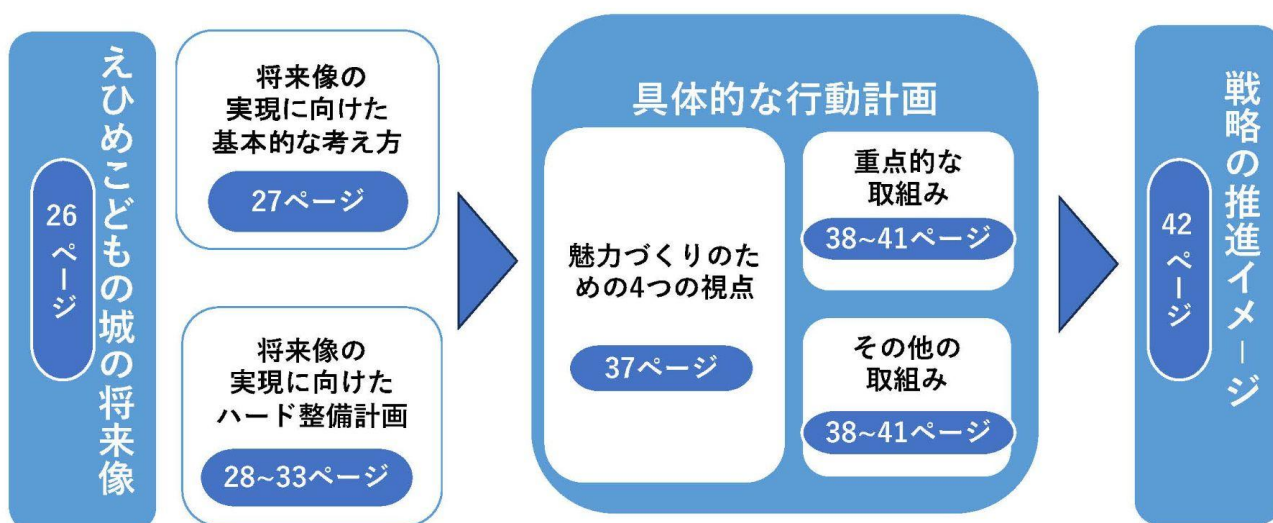 えひめこどもの城の将来像
26ページ
将来像の
実現に向けた
基本的な考え方
27ページ
将来像の
実現に向けた
ハード整備計画
28~33ページ
具体的な行動計画
魅力づくりのた
めの4つの視点
37ページ
重点的な
取組み
38~41ページ
その他の
取組み
38~41ページ
戦略の推進イメージ
42ページ